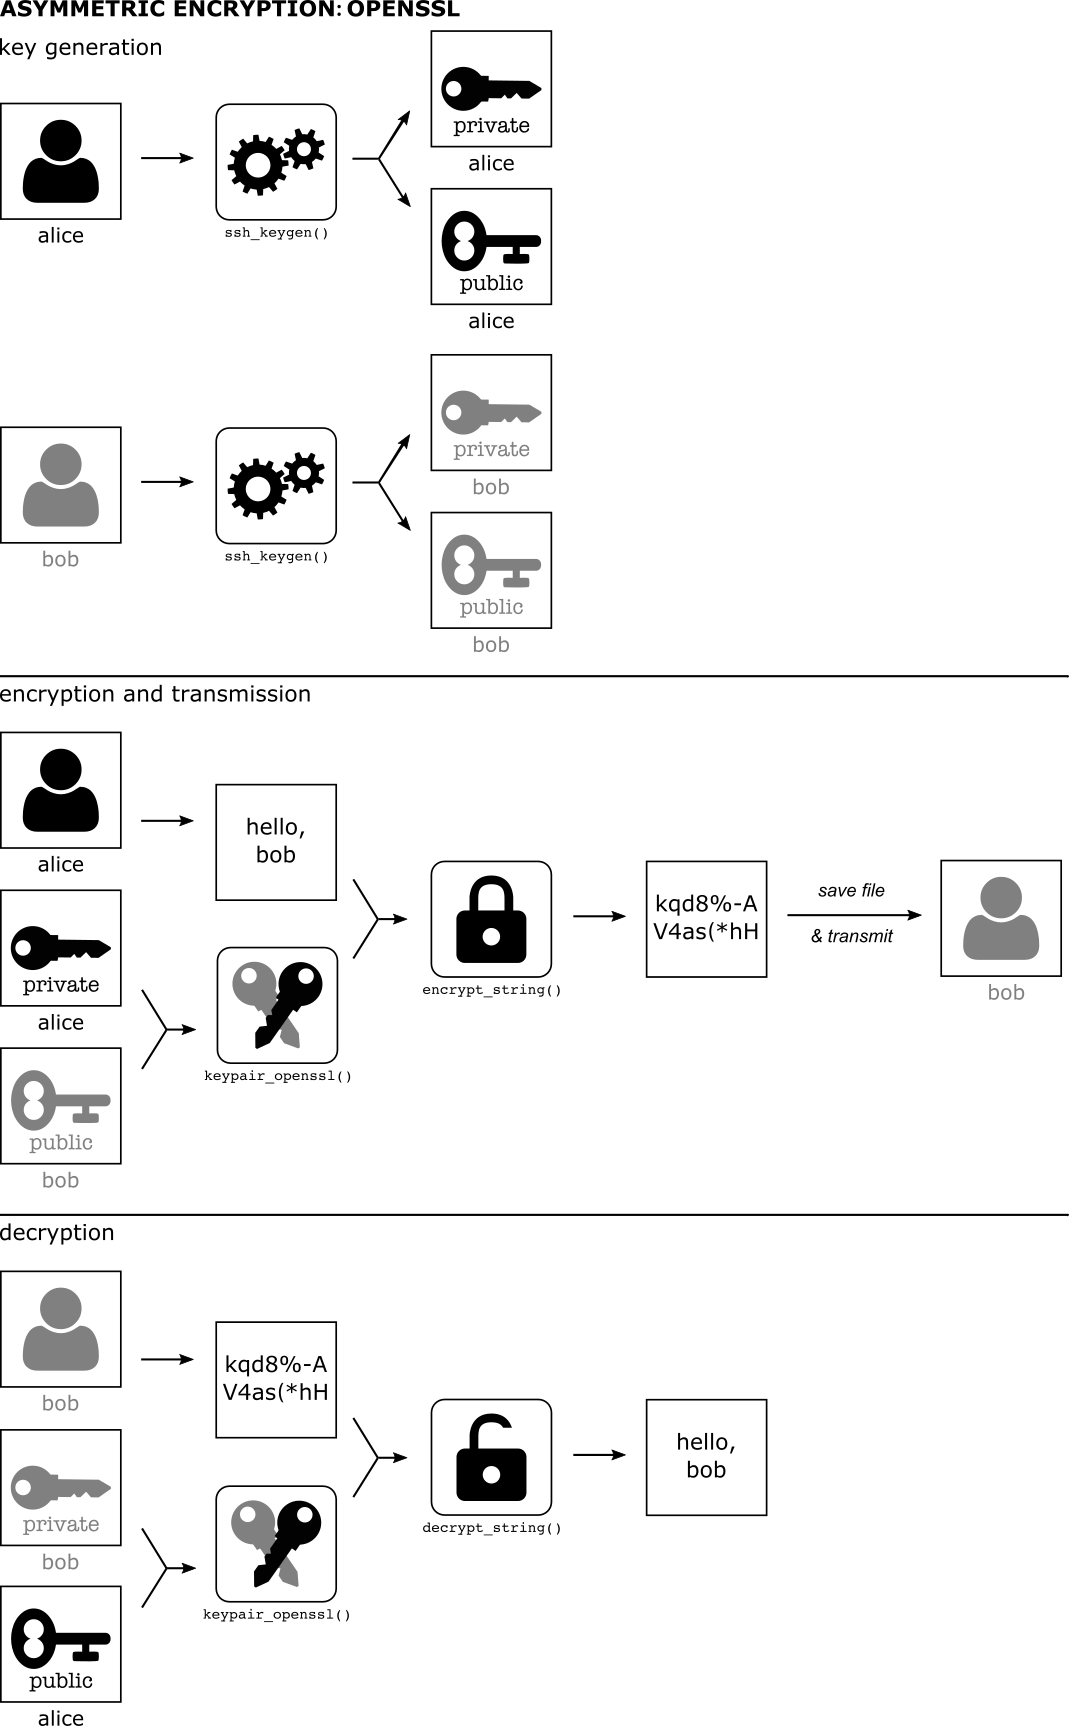 ASYMMETRIC ENCRYPTION: OPENSSL
key generation
private
alice
alice
ssh_keygen()
public
alice
private
bob
bob
ssh_keygen()
public
bob
encryption and transmission
hello,
bob
alice
kqd8%-A
V4as(*hH
save file
& transmit
private
alice
encrypt_string()
bob
keypair_openssl()
public
bob
decryption
kqd8%-A
V4as(*hH
bob
hello,
bob
private
bob
decrypt_string()
keypair_openssl()
public
alice